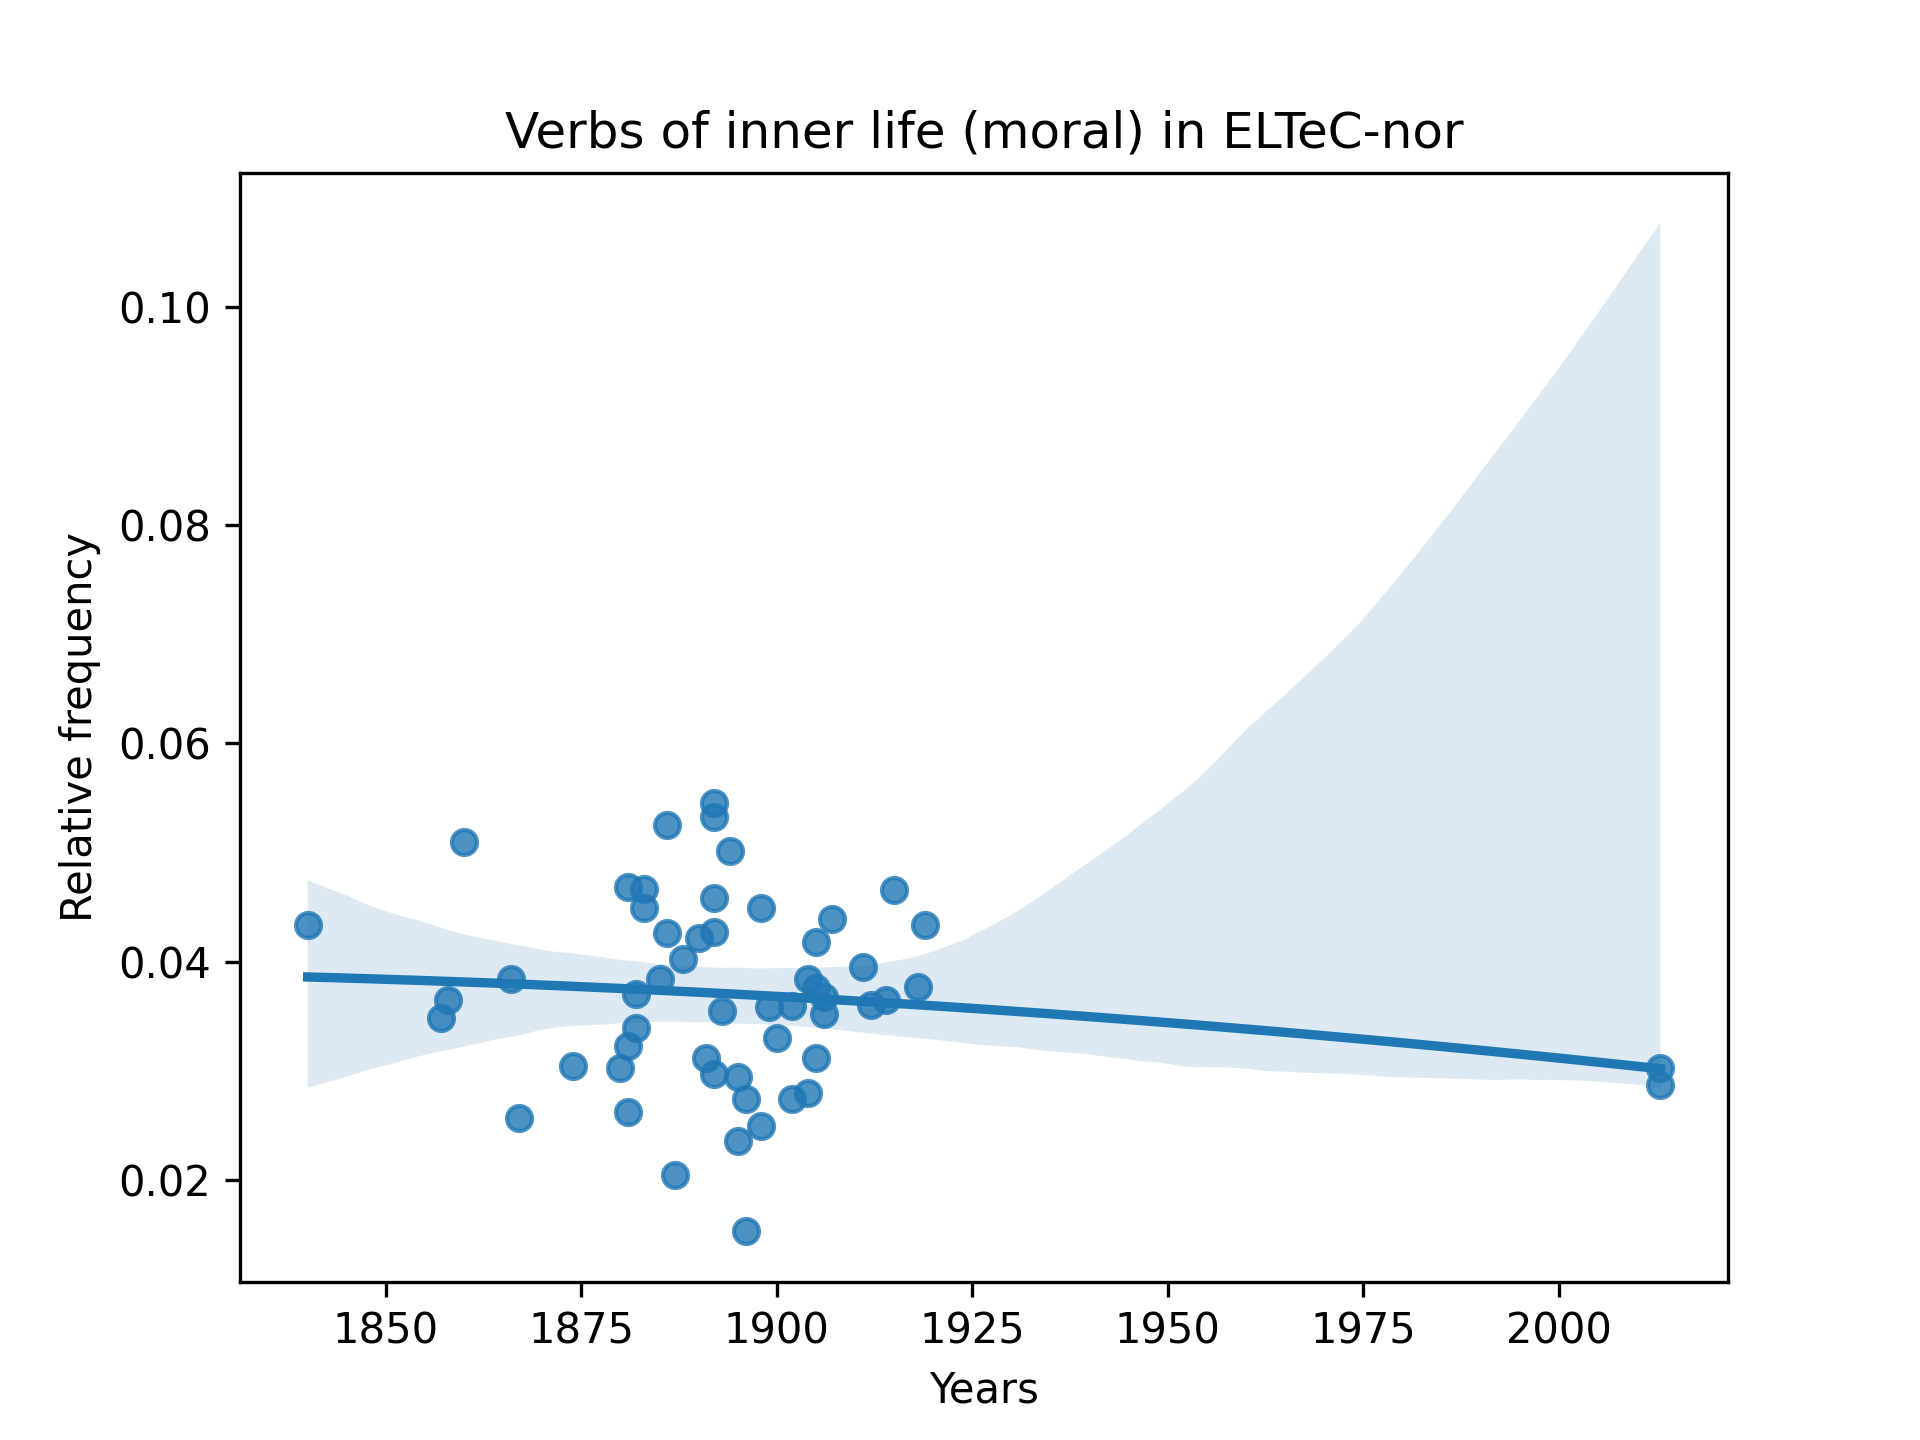 Verbs of inner life (moral) in ELTeC-nor
0.10
0.08
0.06
0.04
0.02
Relative frequency
1850 1875 1900 1925 1950 1975 2000
Years